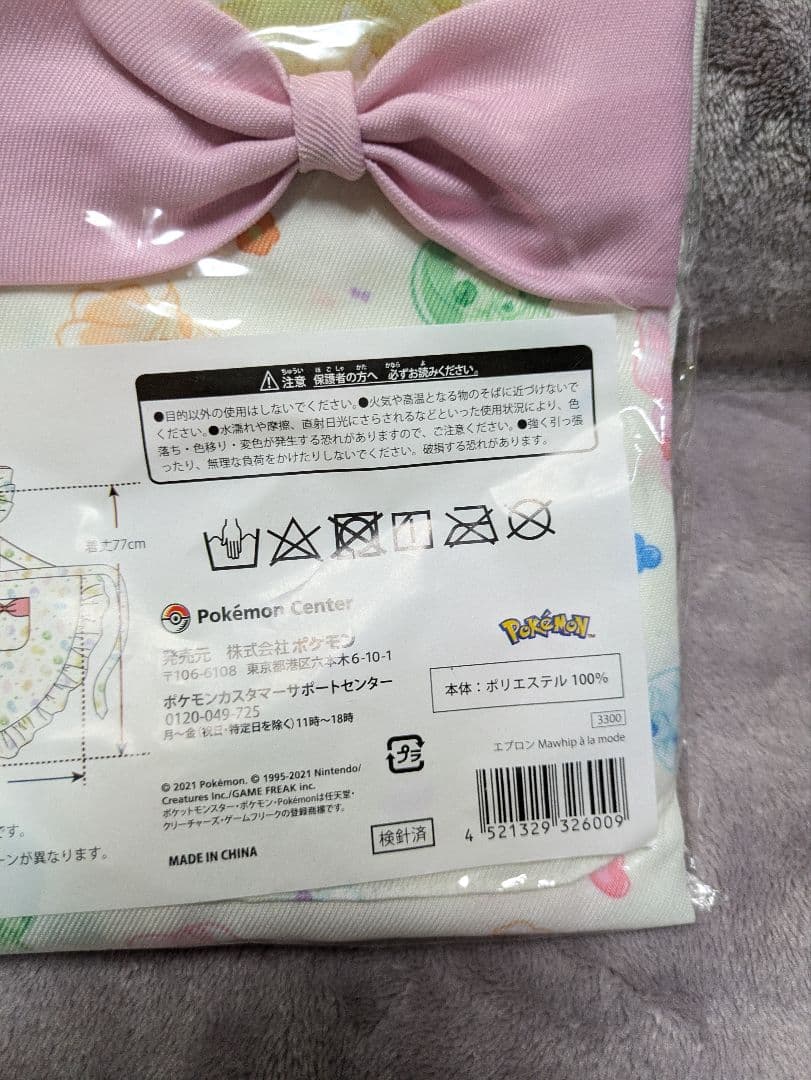 注意 保護者の方へ 必ずお読みください。
●目的以外の使用はしないでください。●火気や高温となる物のそばに近づけないで
ください。●水濡れや摩擦、直射日光にさらされるなどといった使用状況により、色
落ち・色移り・変色が発生する恐れがありますので、ご注意ください。●強く引っ張
ったり、無理な負荷をかけたりしないでください。破損する恐れがあります。
着丈77cm
Pokémon Center
発売元 株式会社ポケモン
〒106-6108 東京都港区六本木6-10-1
ポケモンカスタマーサポートセンター
0120-049-725
月〜金(祝日・特定日を除く)11時〜18時
POKéMON
TM
本体:ポリエステル 100%
3300
エプロン Mawhip à la mode
プラ
© 2021 Pokémon. © 1995-2021 Nintendo/
Creatures Inc./GAME FREAK inc.
ポケットモンスター・ポケモン・Pokémonは任天堂・
クリーチャーズ・ゲームフリークの登録商標です。
検針済
4 521329 326009
MADE IN CHINA
です。
ーンが異なります。